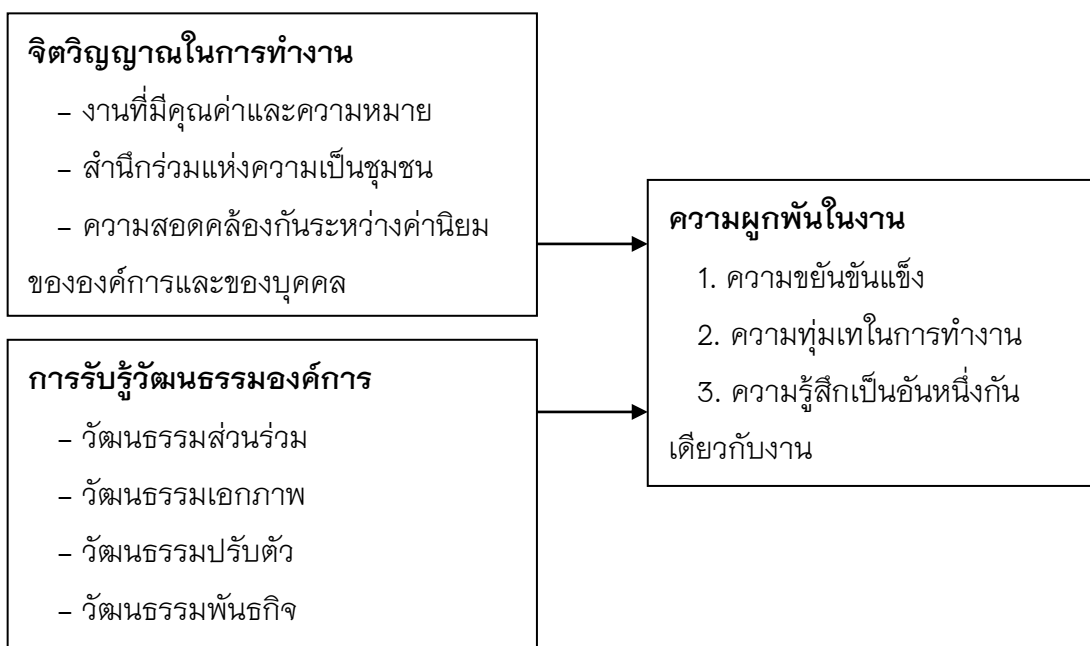 จิตวิญญาณในการทำงาน
– งานที่มีคุณค่าและความหมาย
– สำนึกร่วมแห่งความเป็นชุมชน
– ความสอดคล้องกันระหว่างค่านิยม
ขององค์การและของบุคคล
การรับรู้วัฒนธรรมองค์การ
– วัฒนธรรมส่วนร่วม
– วัฒนธรรมเอกภาพ
– วัฒนธรรมปรับตัว
– วัฒนธรรมพันธกิจ
ความผูกพันในงาน
1. ความขยันขันแข็ง
2. ความทุ่มเทในการทำงาน
3. ความรู้สึกเป็นอันหนึ่งกัน
เดียวกับงาน